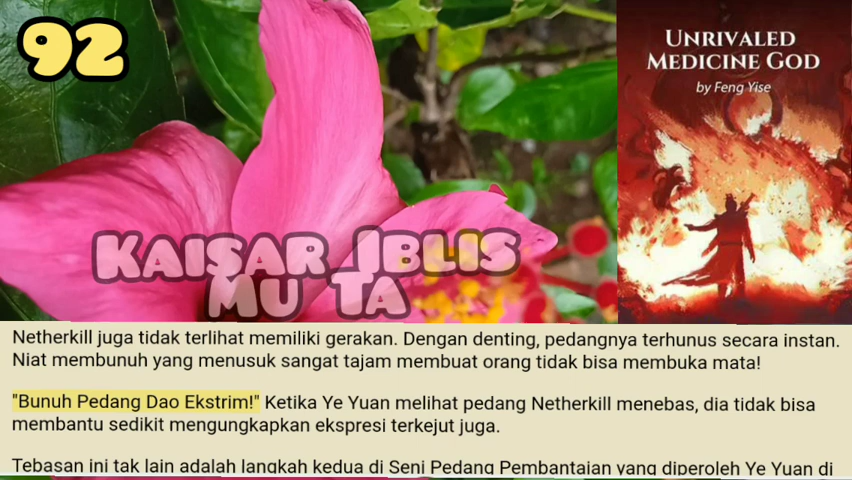 92
UNRIVALED
MEDICINE GOD
by Feng Yise
KAISAR IBLIS
MU TA
Netherkill juga tidak terlihat memiliki gerakan. Dengan denting, pedangnya terhunus secara instan.
Niat membunuh yang menusuk sangat tajam membuat orang tidak bisa membuka mata!
"Bunuh Pedang Dao Ekstrim!" Ketika Ye Yuan melihat pedang Netherkill menebas, dia tidak bisa
membantu sedikit mengungkapkan ekspresi terkejut juga.
Tebasan ini tak lain adalah langkah kedua di Seni Pedang Pembantaian yang diperoleh Ye Yuan di